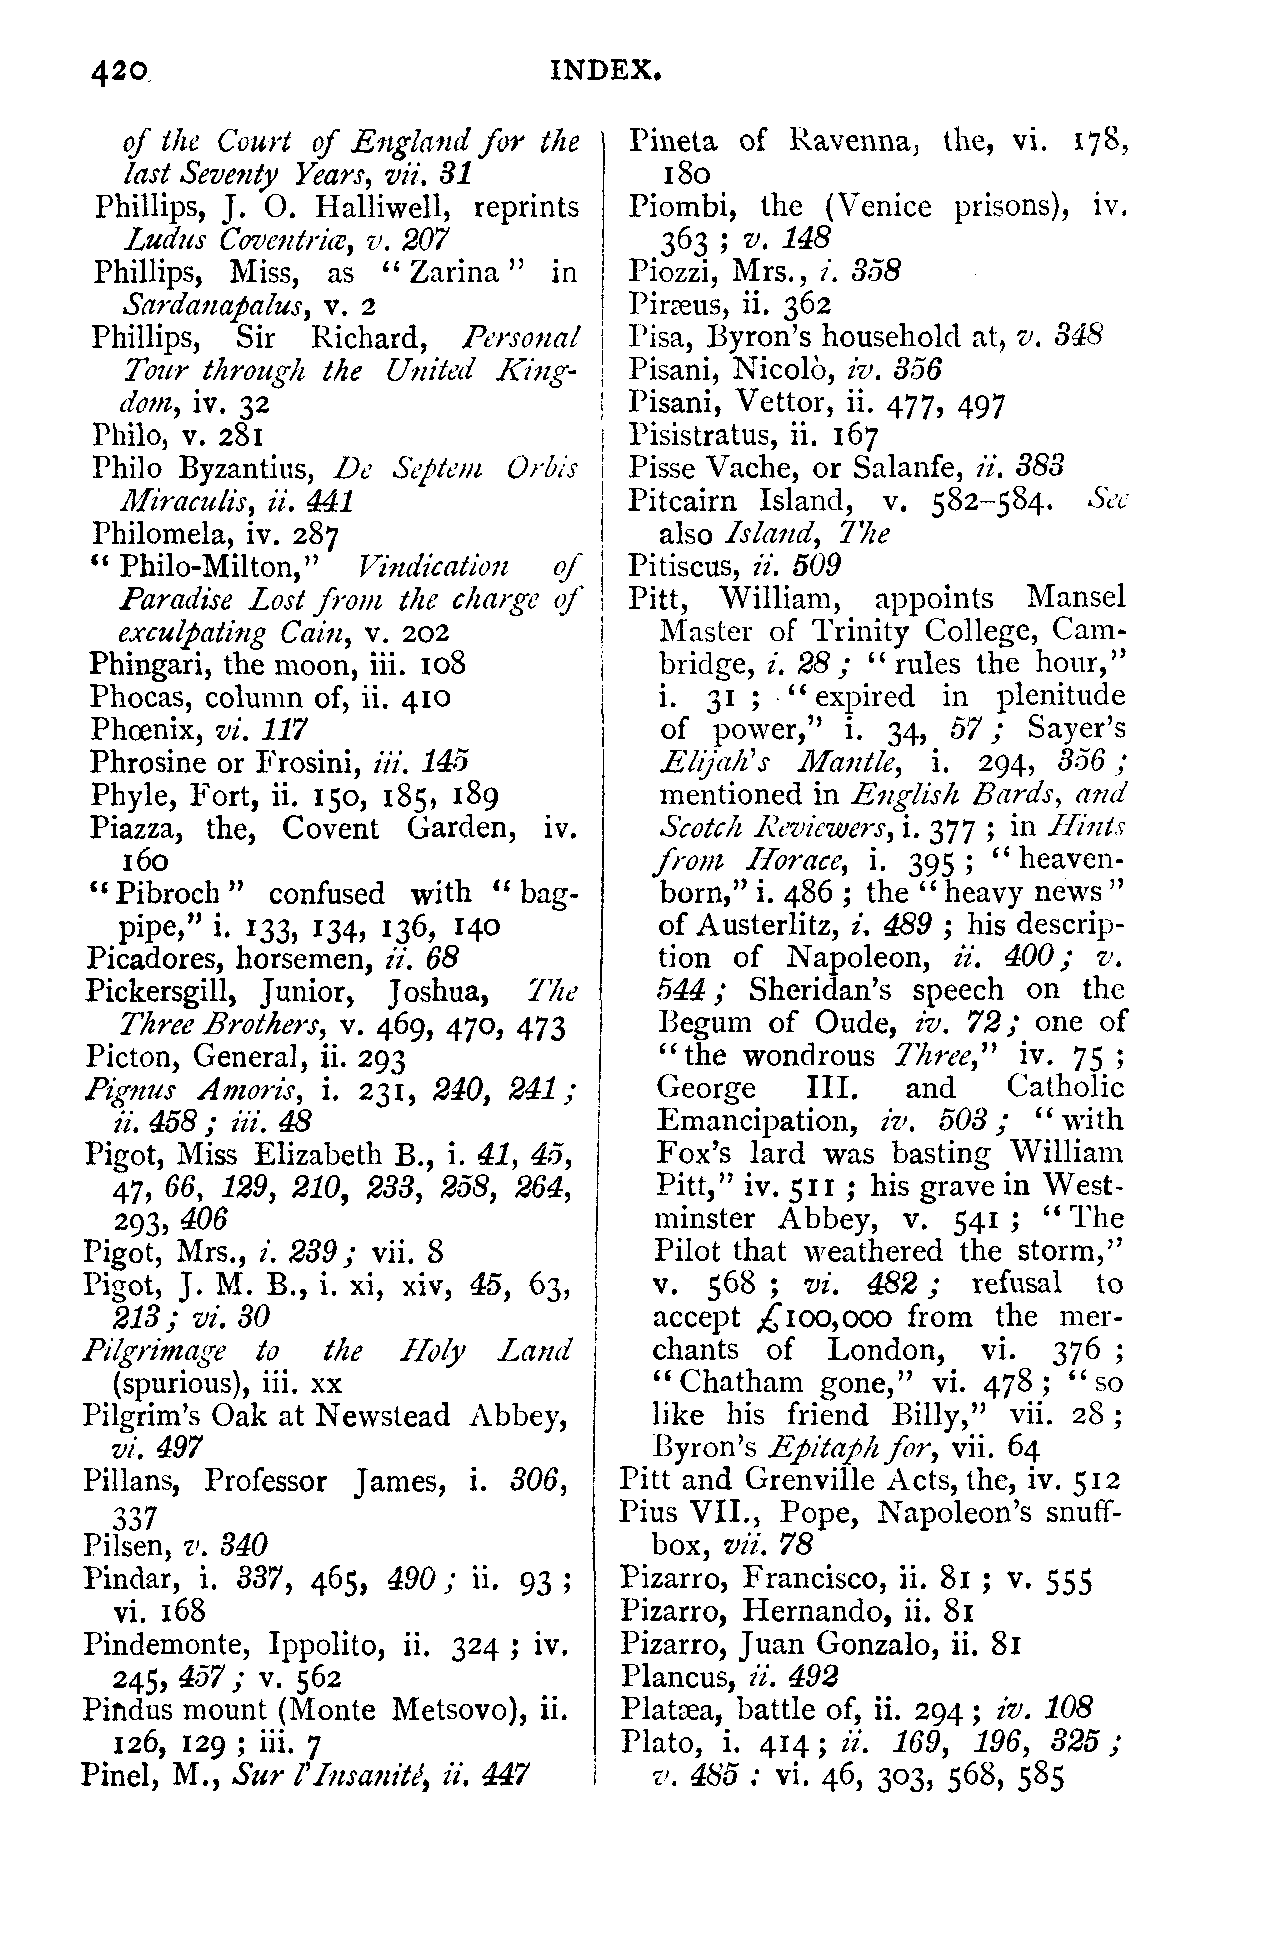 420
INDEX.
of the Court of England for the
last Seventy Years, vii. 31
Phillips, J. O. Halliwell, reprints
Ludus Coventriæ, v. 207
Phillips, Miss, as "Zarina" in
Sardanapalus, v. 2
Phillips, Sir Richard, Personal
Tour through the United King-
dom, iv. 32
Philo, v. 281
Philo Byzantius, De Septem Orbis
Miraculis, ii. 441
Philomela, iv. 287
"Philo-Milton," Vindication of
Paradise Lost from the charge of
exculpating Cain, v. 202
Phingari, the moon, iii. 108
Phocas, column of, ii. 410
Phœnix, vi. 117
Phrosine or Frosini, iii. 145
Phyle, Fort, ii. 150, 185, 189
Piazza, the, Covent Garden, iv.
160
"Pibroch" confused with "bag-
pipe," i. 133, 134, 136, 140
Picadores, horsemen, ii. 68
Pickersgill, Junior, Joshua, The
Three Brothers, v. 469, 470, 473
Picton, General, ii. 293
Pignus Amoris, i. 231, 240, 241;
ii. 458; iii. 48
Pigot, Miss Elizabeth B., i. 41, 45,
47, 66, 129, 210, 233, 258, 264,
293, 406
Pigot, Mrs., i. 239; vii. 8
Pigot, J. M. B., i. xi, xiv, 45, 63,
213; vi. 30
Pilgrimage to the Holy Land
(spurious), iii. xx
Pilgrim's Oak at Newstead Abbey,
vi. 497
Pillans, Professor James, i. 306,
337
Pilsen, v. 340
Pindar, i. 337, 465, 490; ii. 93;
vi. 168
Pindemonte, Ippolito, ii. 324; iv.
245, 457; v. 562
Pindus mount (Monte Metsovo), ii.
126, 129; iii. 7
Pinel, M., Sur l'Insanité, ii. 447
Pineta of Ravenna, the, vi. 178,
180
Piombi, the (Venice prisons), iv.
363; v. 148
Piozzi, Mrs., i. 358
Piræus, ii. 362
Pisa, Byron's household at, v. 348
Pisani, Nicolò, iv. 356
Pisani, Vettor, ii. 477, 497
Pisistratus, ii. 167
Pisse Vache, or Salanfe, ii. 383
Pitcairn Island, v. 582–584. See
also Island, The
Pitiscus, ii. 509
Pitt, William, appoints Mansel
Master of Trinity College, Cam-
bridge, i. 28; "rules the hour,"
i. 31; "expired in plenitude
of power," i. 34, 57; Sayer's
Elijah's Mantle, i. 294, 356;
mentioned in English Bards, and
Scotch Reviewers, i. 377; in Hints
from Horace, i. 395; "heaven-
born," i. 486; the "heavy news"
of Austerlitz, i. 489; his descrip-
tion of Napoleon, ii. 400; v.
544; Sheridan's speech on the
Begum of Oude, iv. 72; one of
"the wondrous Three," iv. 75;
George III. and Catholic
Emancipation, iv. 503; "with
Fox's lard was basting William
Pitt," iv. 511; his grave in West-
minster Abbey, v. 541; "The
Pilot that weathered the storm,"
v. 568; vi. 482; refusal to
accept £100,000 from the mer-
chants of London, vi. 376;
"Chatham gone," vi. 478; "so
like his friend Billy," vii. 28;
Byron's Epitaph for, vii. 64
Pitt and Grenville Acts, the, iv. 512
Pius VII., Pope, Napoleon's snuff-
box, vii. 78
Pizarro, Francisco, ii. 81; v. 555
Pizarro, Hernando, ii. 81
Pizarro, Juan Gonzalo, ii. 81
Plancus, ii. 492
Platæa, battle of, ii. 294; iv. 108
Plato, i. 414; ii. 169, 196, 325;
v. 485: vi. 46, 303, 568, 585